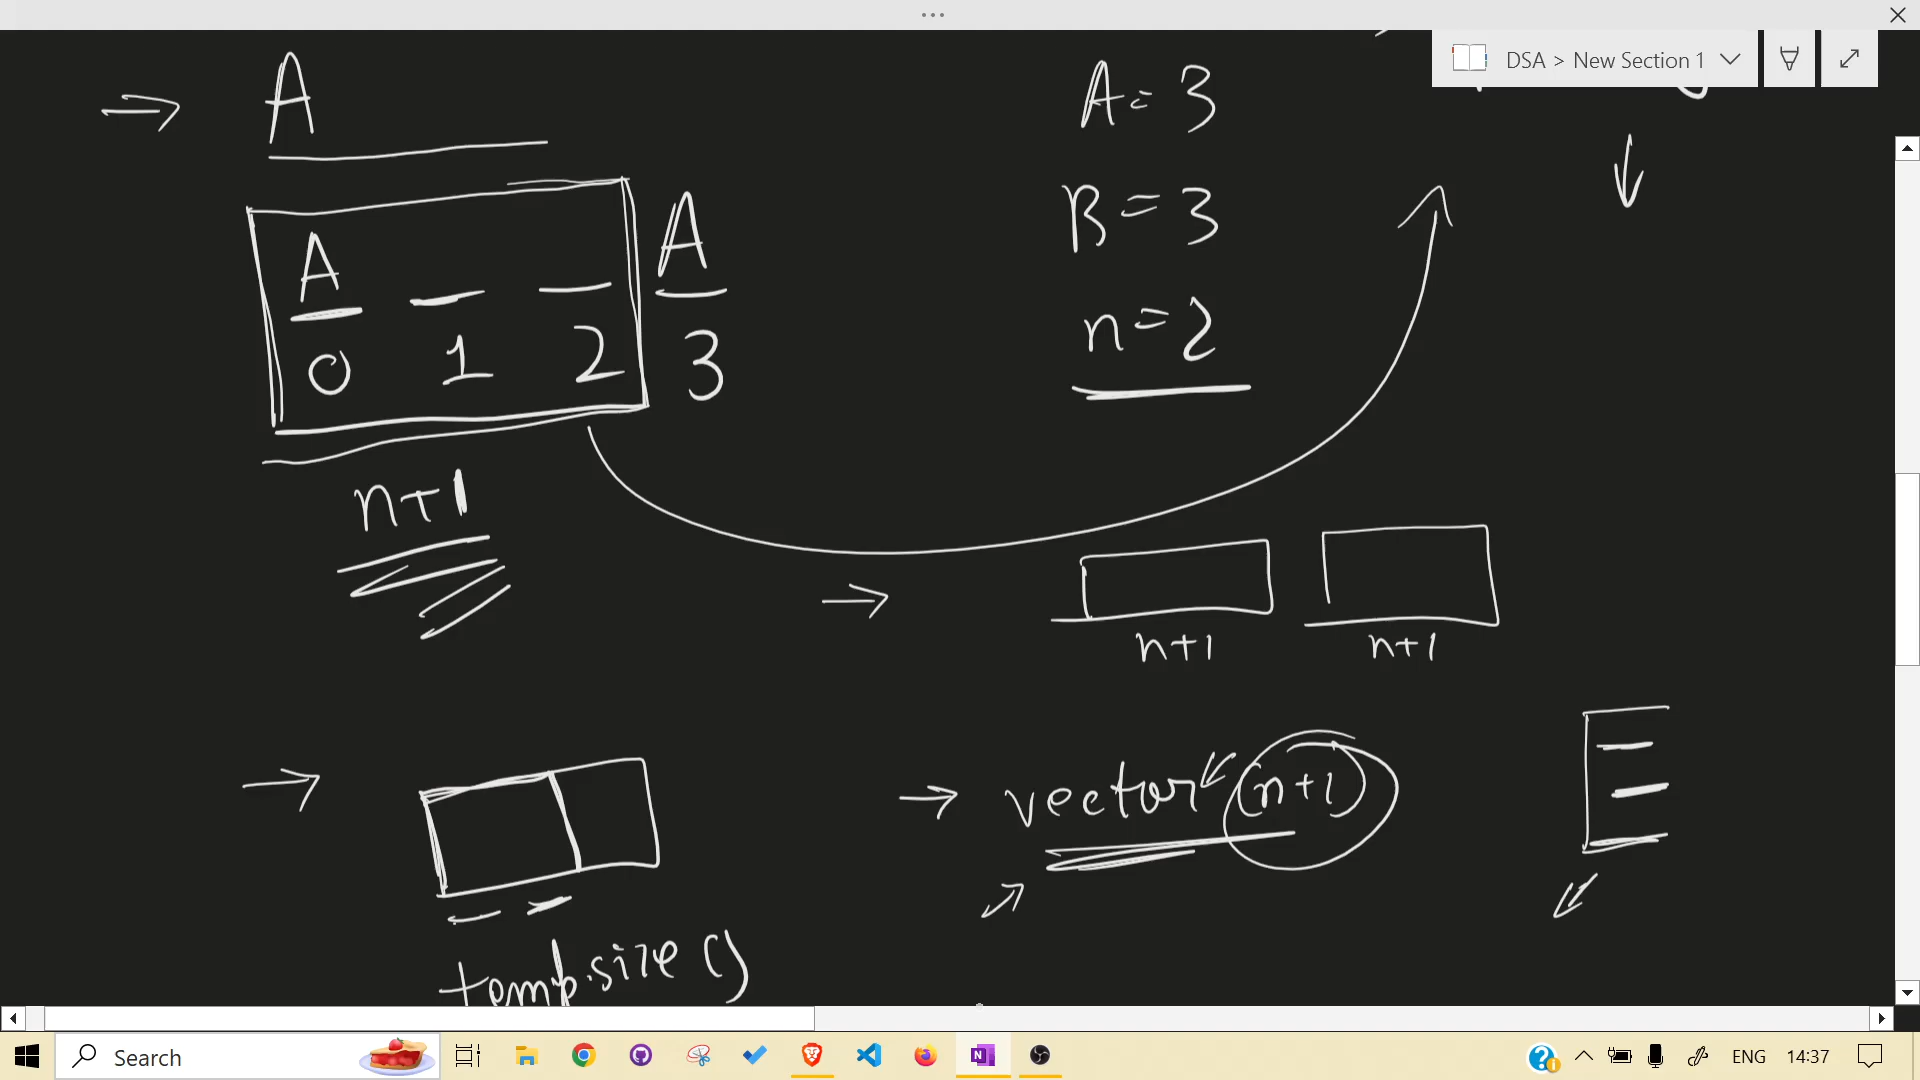 DSA > New Section 1
A
A = 3
A
A
B = 3
0 1 2 3
n = 2
n+1
n+1
n+1
vector (n+1)
temp.size ()
Search
ENG
14:37